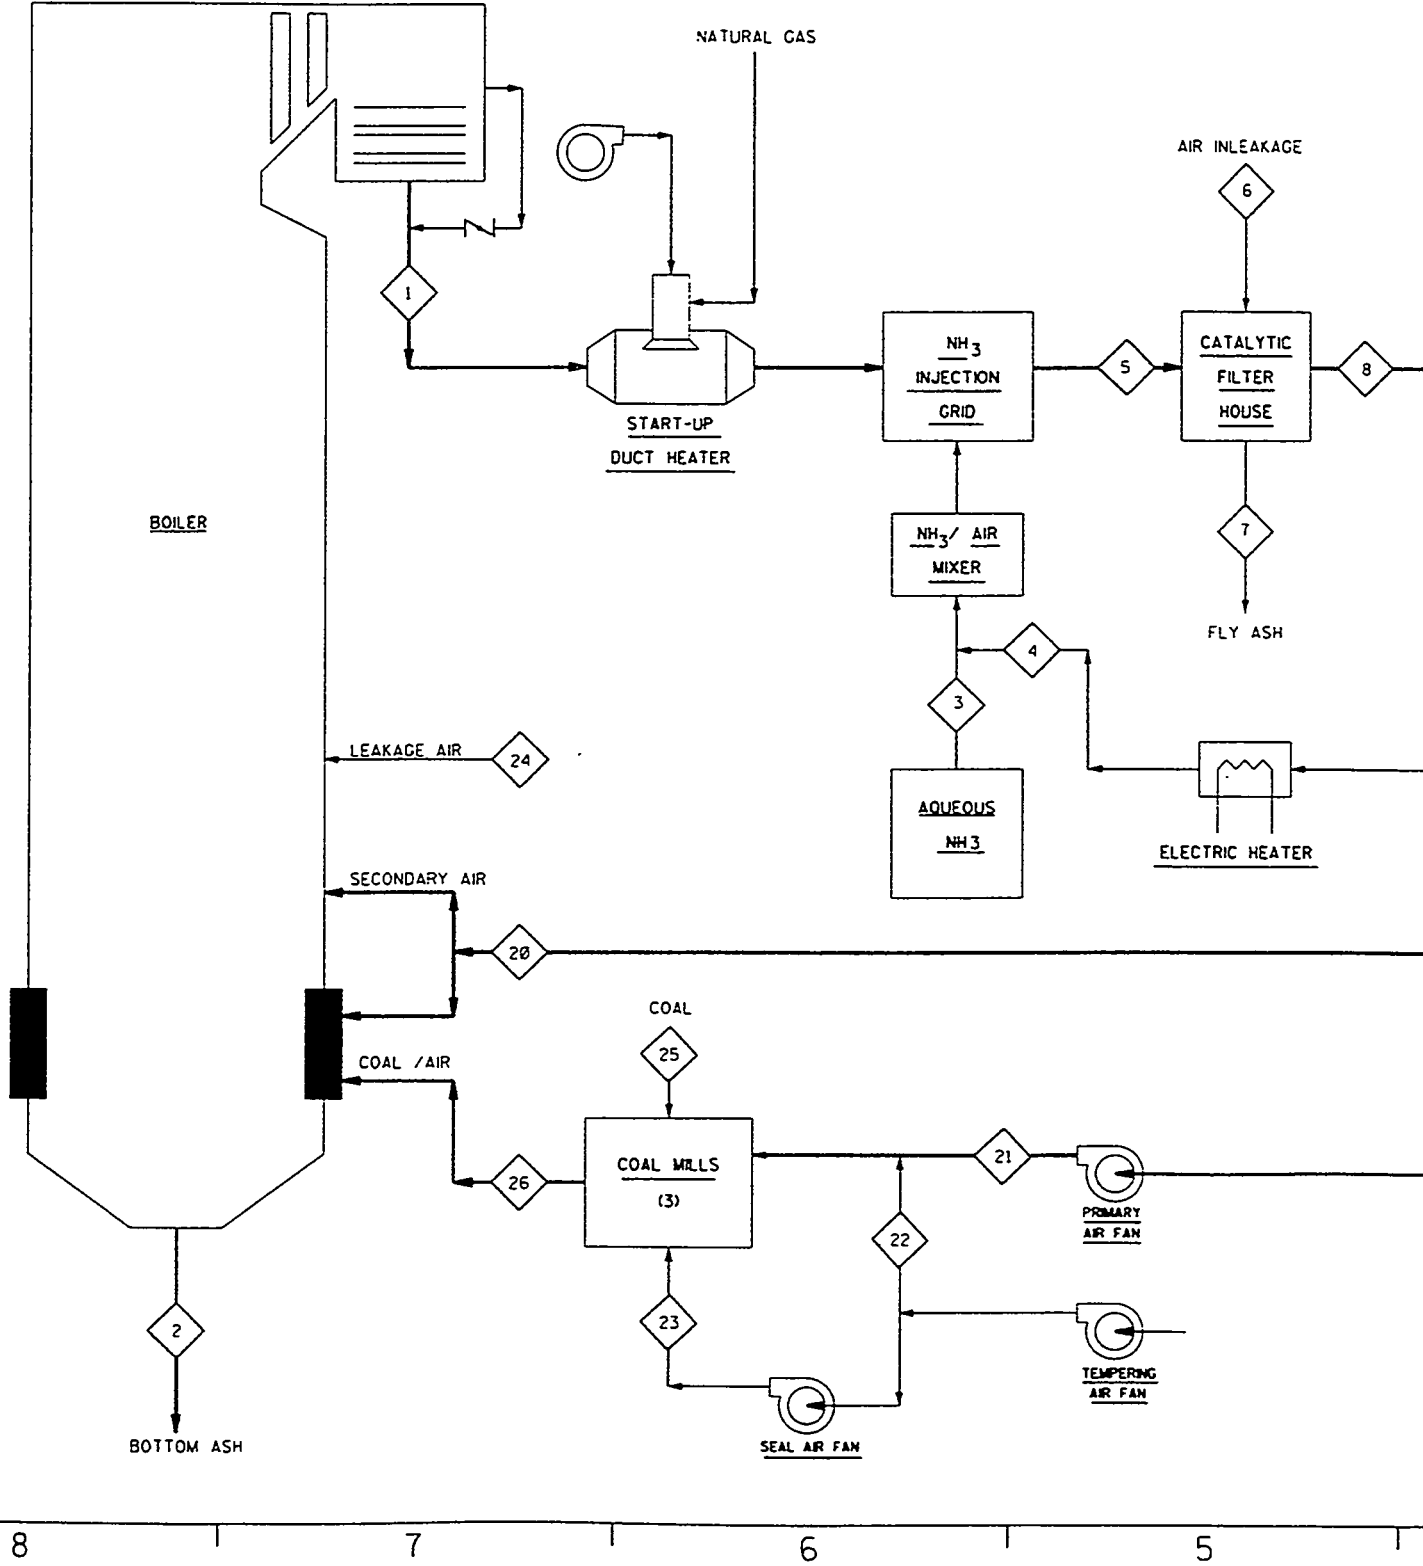 NATURAL GAS
AIR INLEAKAGE
6
1
NH3
INJECTION
GRID
5
CATALYTIC
FILTER
HOUSE
8
START-UP
DUCT HEATER
BOILER
NH3/ AIR
MIXER
7
FLY ASH
4
3
LEAKAGE AIR
24
AQUEOUS
NH3
ELECTRIC HEATER
SECONDARY AIR
20
COAL
25
COAL /AIR
COAL MILLS
(3)
21
26
PRIMARY
AIR FAN
22
23
2
TEMPERING
AIR FAN
BOTTOM ASH
SEAL AIR FAN
8 7 6 5